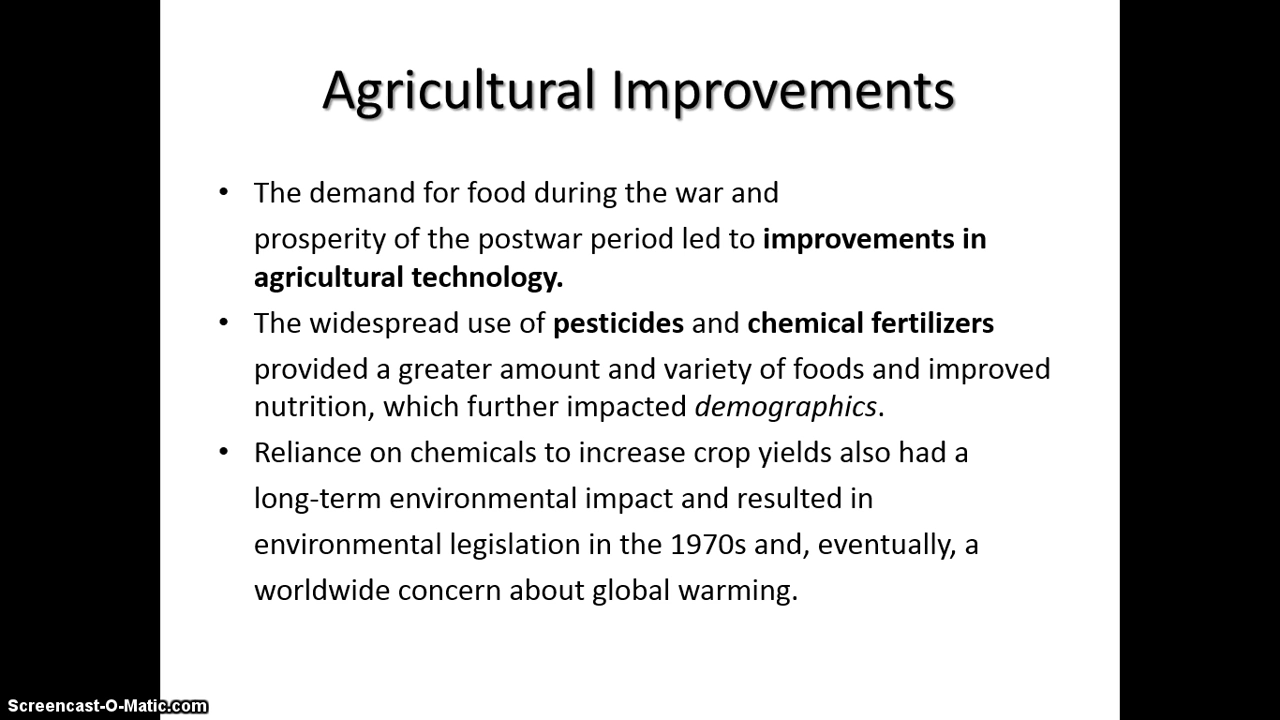 Agricultural Improvements
• The demand for food during the war and
prosperity of the postwar period led to improvements in
agricultural technology.
• The widespread use of pesticides and chemical fertilizers
provided a greater amount and variety of foods and improved
nutrition, which further impacted demographics.
• Reliance on chemicals to increase crop yields also had a
long-term environmental impact and resulted in
environmental legislation in the 1970s and, eventually, a
worldwide concern about global warming.
Screencast-O-Matic.com